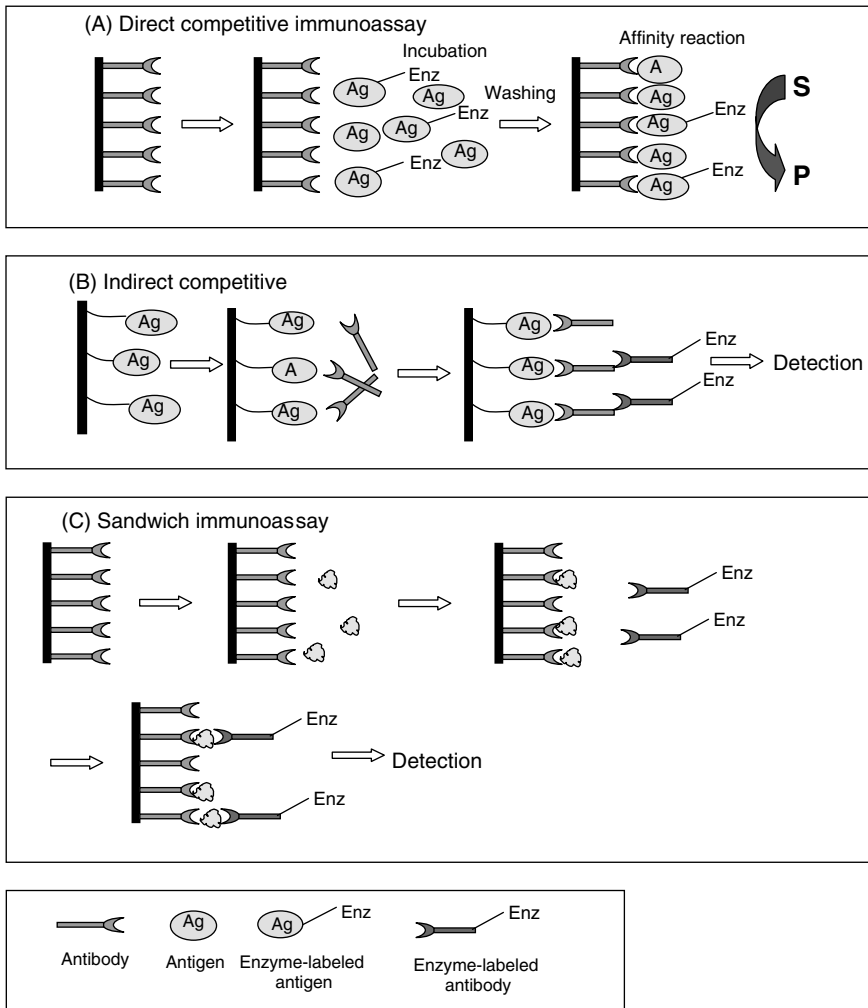 (A) Direct competitive immunoassay
Incubation
Affinity reaction
Enz
Ag
Ag
Washing
A
S
Ag
Enz
Ag
Ag
Enz
Ag
Enz
Ag
Ag
Enz
Ag
Ag
P
(B) Indirect competitive
Ag
Ag
Ag
Enz
Ag
A
Ag
Detection
Enz
Ag
Ag
Ag
(C) Sandwich immunoassay
Enz
Enz
Enz
Detection
Enz
Ag
Ag
Enz
Enz
Antibody
Antigen
Enzyme-labeled
antigen
Enzyme-labeled
antibody